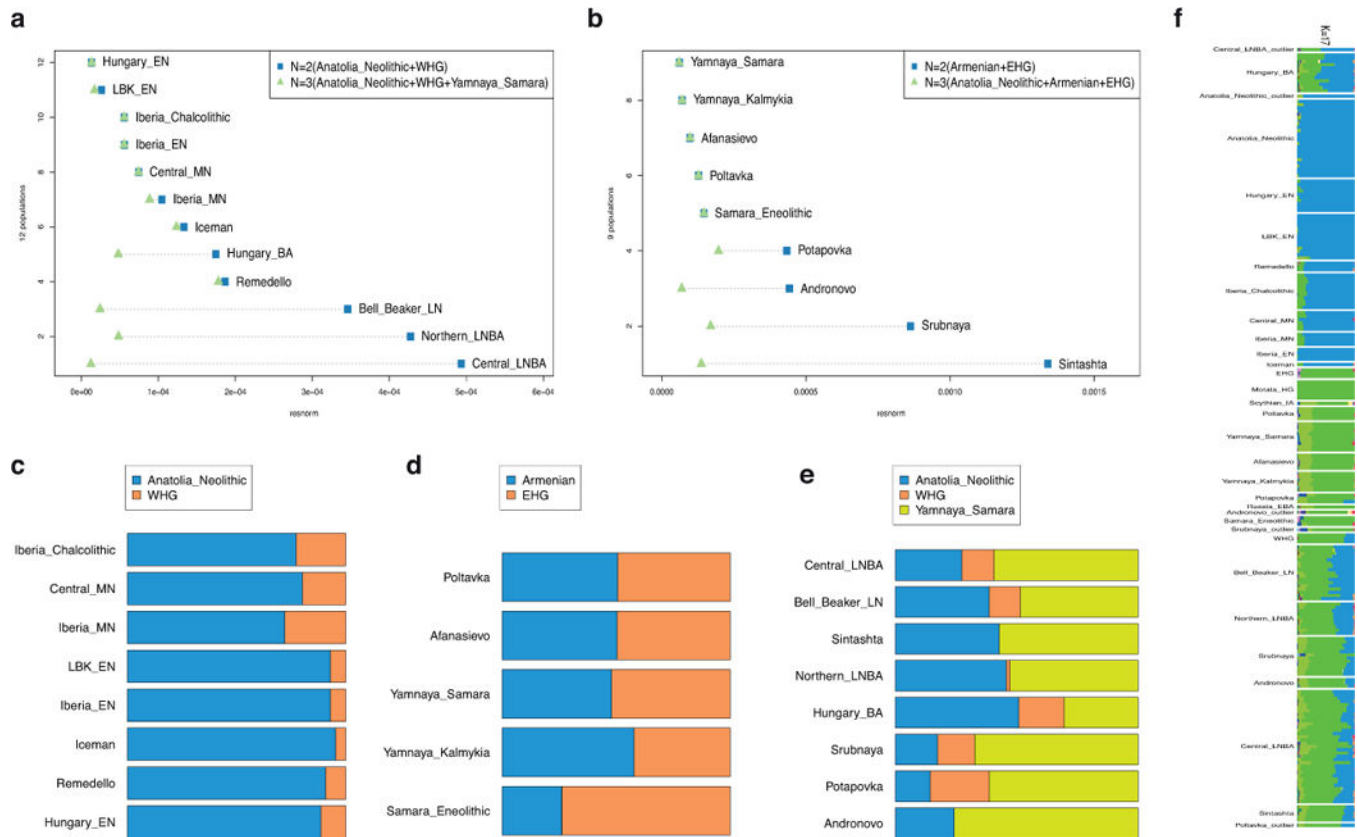 a
12 populations
12
10
8
6
4
2
Hungary_EN
LBK_EN
Iberia_Chalcolithic
Iberia_EN
Central_MN
Iberia_MN
Iceman
Hungary_BA
Remedello
Bell_Beaker_LN
Northern_LNBA
Central_LNBA
N=2(Anatolia_Neolithic+WHG)
N=3(Anatolia_Neolithic+WHG+Yamnaya_Samara)
0e+00 1e-04 2e-04 3e-04 4e-04 5e-04 6e-04
resnorm
b
9 populations
8
6
4
2
Yamnaya_Samara
Yamnaya_Kalmykia
Afanasievo
Poltavka
Samara_Eneolithic
Potapovka
Andronovo
Srubnaya
Sintashta
N=2(Armenian+EHG)
N=3(Anatolia_Neolithic+Armenian+EHG)
0.0000 0.0005 0.0010 0.0015
resnorm
c
Anatolia_Neolithic
WHG
Iberia_Chalcolithic
Central_MN
Iberia_MN
LBK_EN
Iberia_EN
Iceman
Remedello
Hungary_EN
d
Armenian
EHG
Poltavka
Afanasievo
Yamnaya_Samara
Yamnaya_Kalmykia
Samara_Eneolithic
e
Anatolia_Neolithic
WHG
Yamnaya_Samara
Central_LNBA
Bell_Beaker_LN
Sintashta
Northern_LNBA
Hungary_BA
Srubnaya
Potapovka
Andronovo
f
K=17
Central_LNBA_outlier
Hungary_BA
Anatolia_Neolithic_outlier
Anatolia_Neolithic
Hungary_EN
LBK_EN
Remedello
Iberia_Chalcolithic
Central_MN
Iberia_MN
Iberia_EN
Iceman
EHG
Motala_HG
Scythian_IA
Poltavka
Yamnaya_Samara
Afanasievo
Yamnaya_Kalmykia
Potapovka
Russia_EBA
Andronovo_outlier
Samara_Eneolithic
Srubnaya_outlier
WHG
Bell_Beaker_LN
Northern_LNBA
Srubnaya
Andronovo
Central_LNBA
Sintashta
Poltavka_outlier